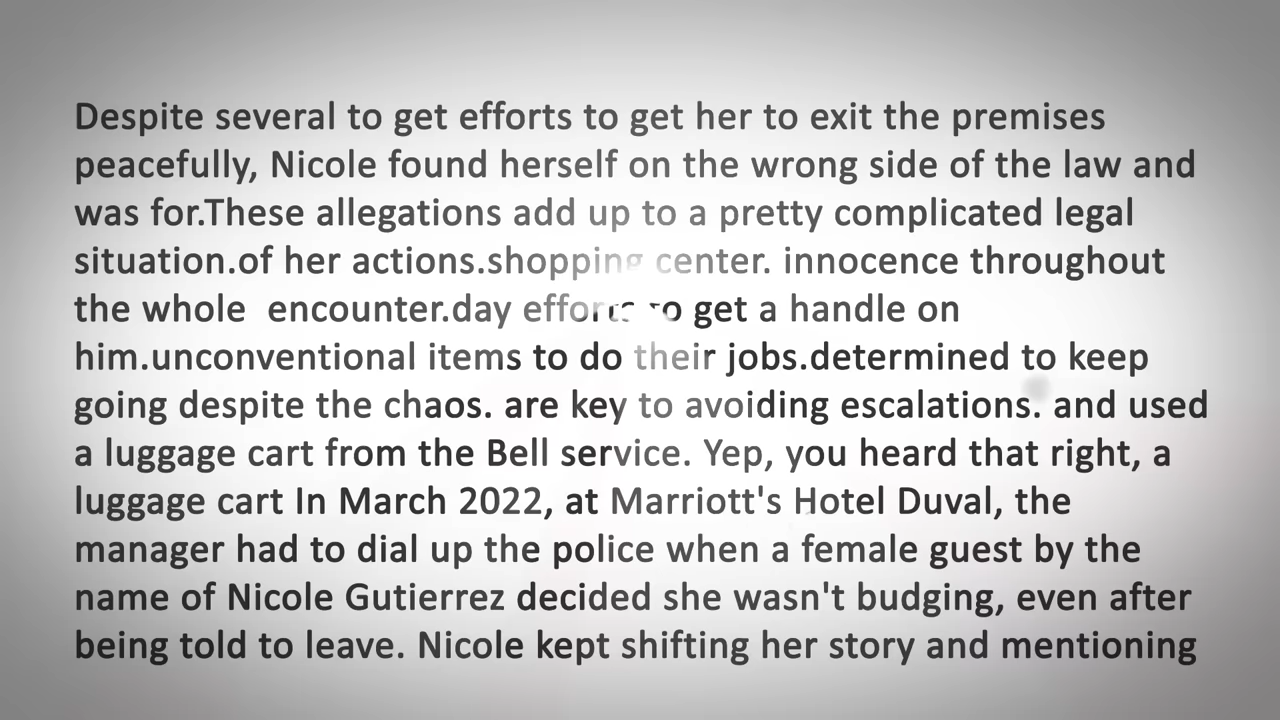 Despite several to get efforts to get her to exit the premises
peacefully, Nicole found herself on the wrong side of the law and
was for.These allegations add up to a pretty complicated legal
situation.of her actions.shopping center. innocence throughout
the whole  encounter.day efforts to get a handle on
him.unconventional items to do their jobs.determined to keep
going despite the chaos. are key to avoiding escalations. and used
a luggage cart from the Bell service. Yep, you heard that right, a
luggage cart In March 2022, at Marriott's Hotel Duval, the
manager had to dial up the police when a female guest by the
name of Nicole Gutierrez decided she wasn't budging, even after
being told to leave. Nicole kept shifting her story and mentioning